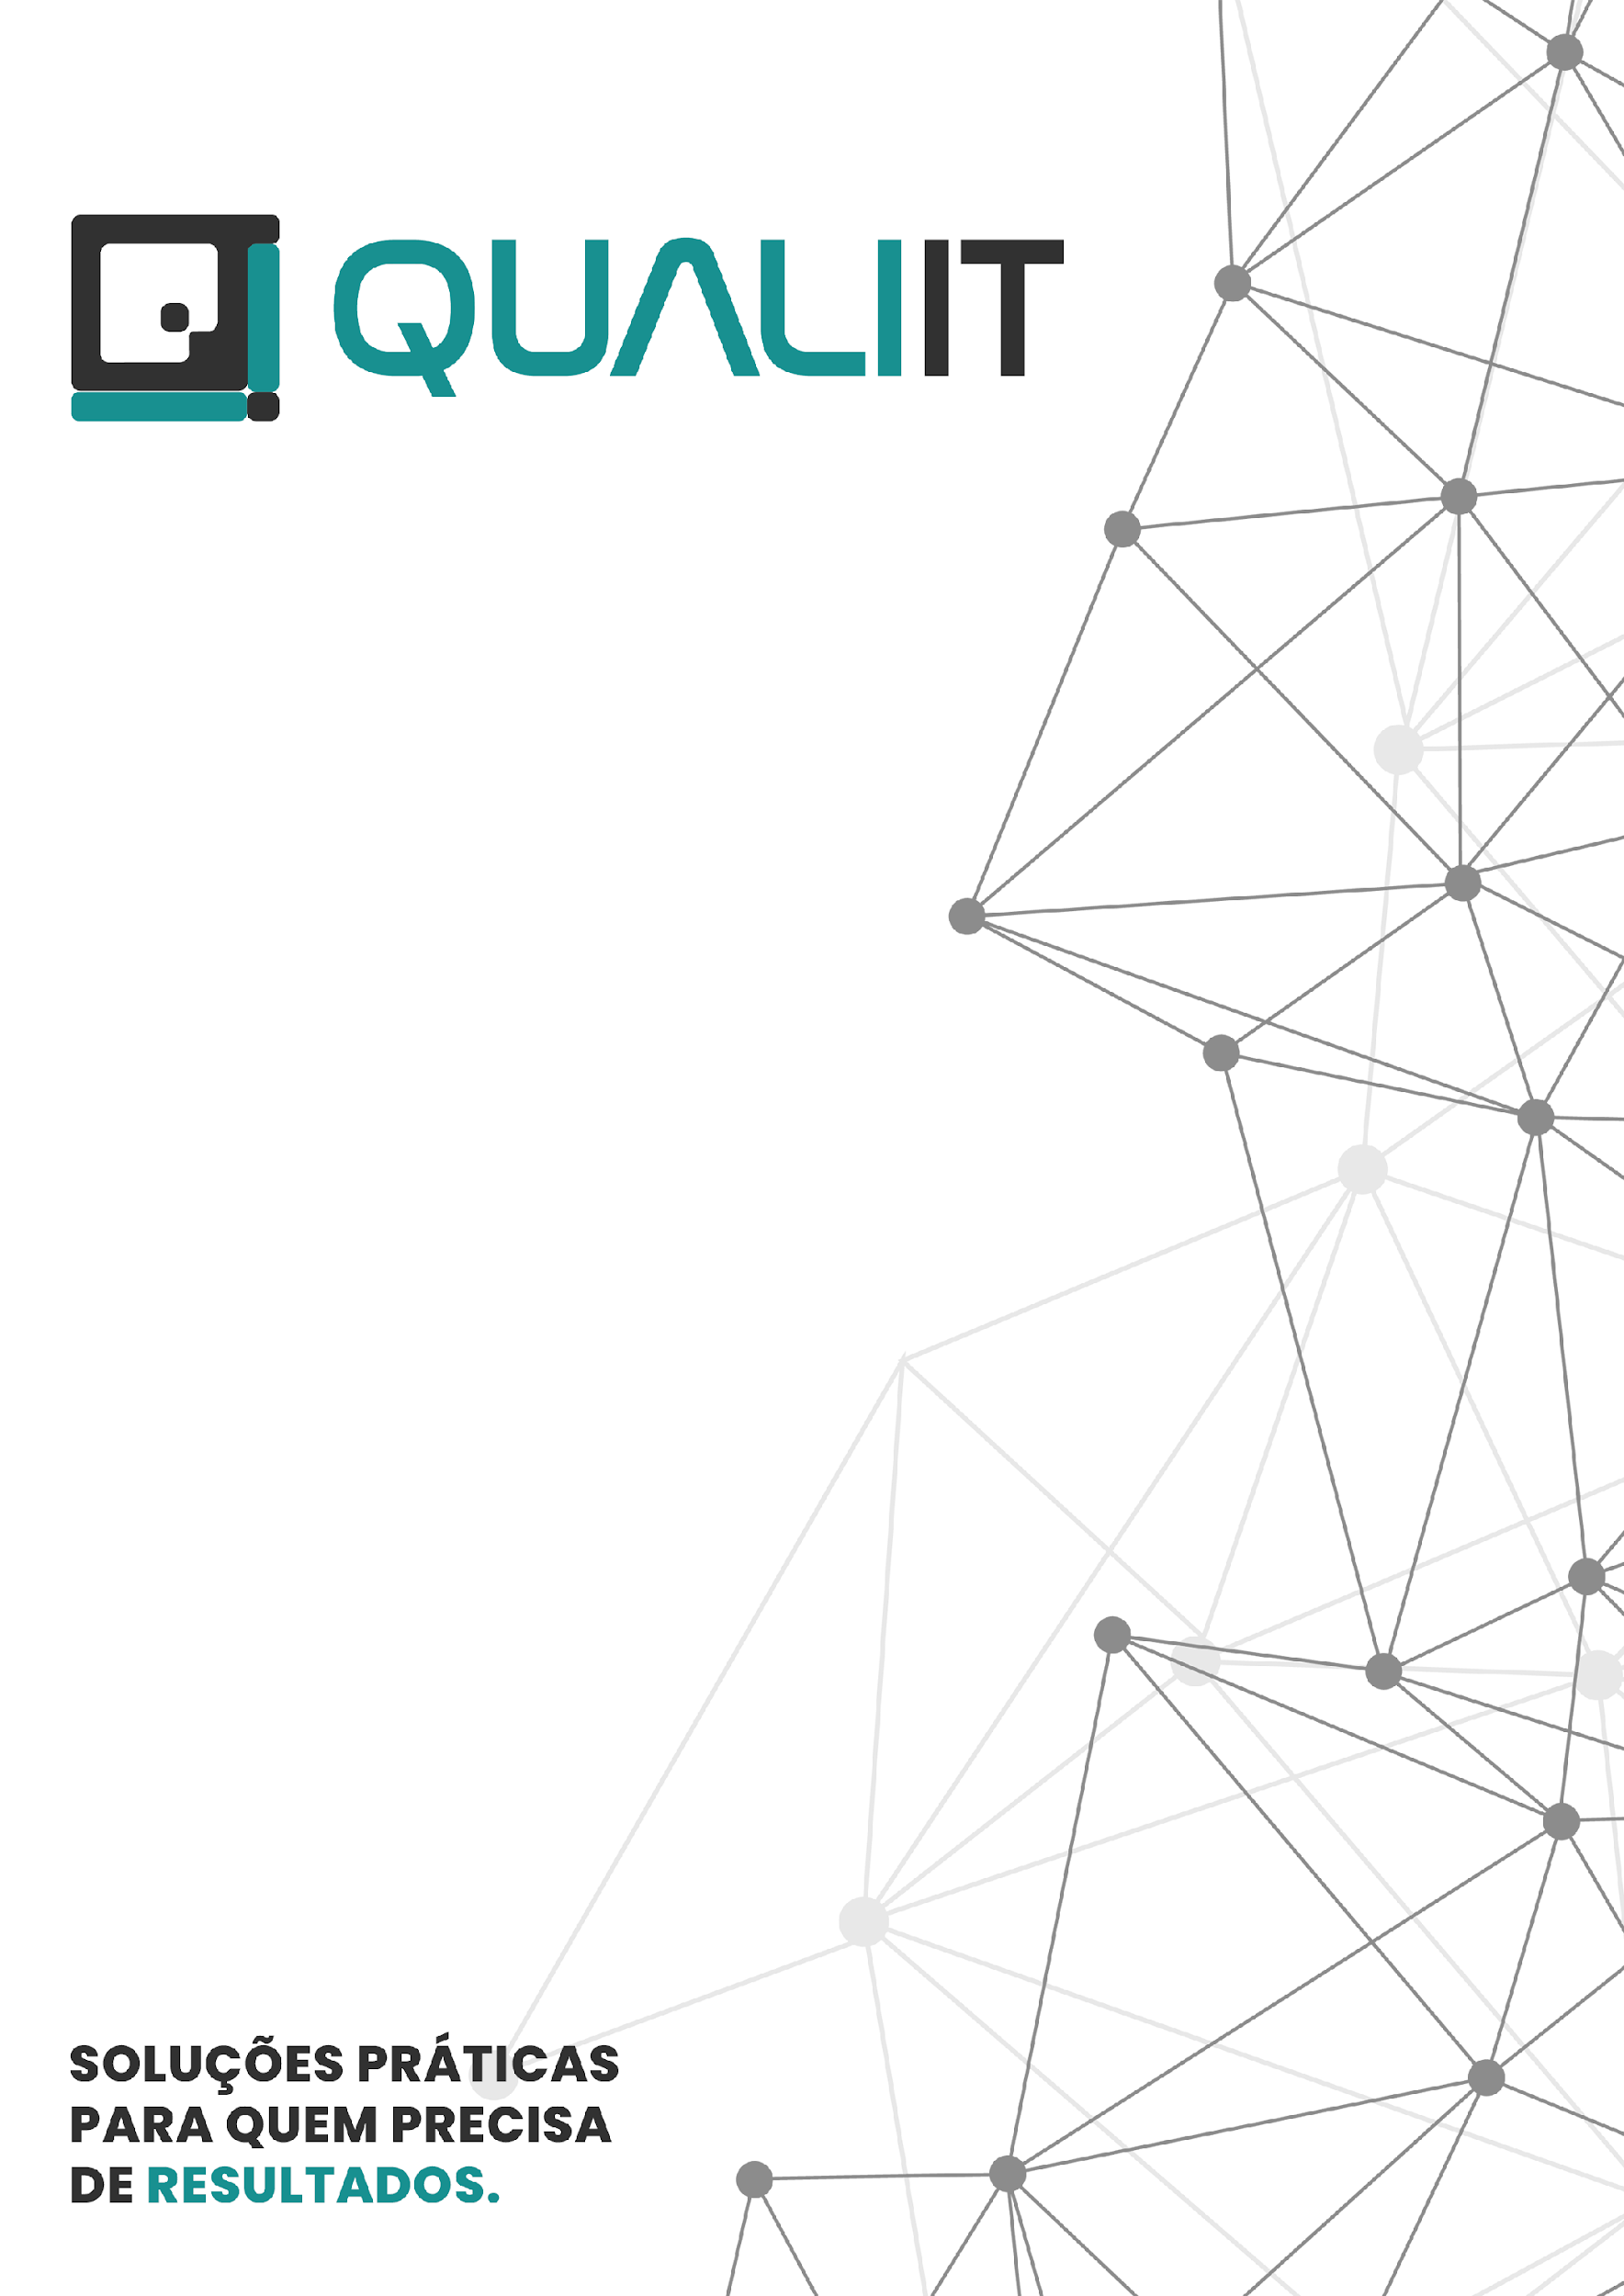 QUALIIT
SOLUÇÕES PRÁTICAS
PARA QUEM PRECISA
DE RESULTADOS.